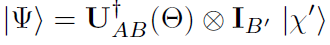 |Ψ⟩ = U†_AB(Θ) ⊗ I_B′ |χ′⟩